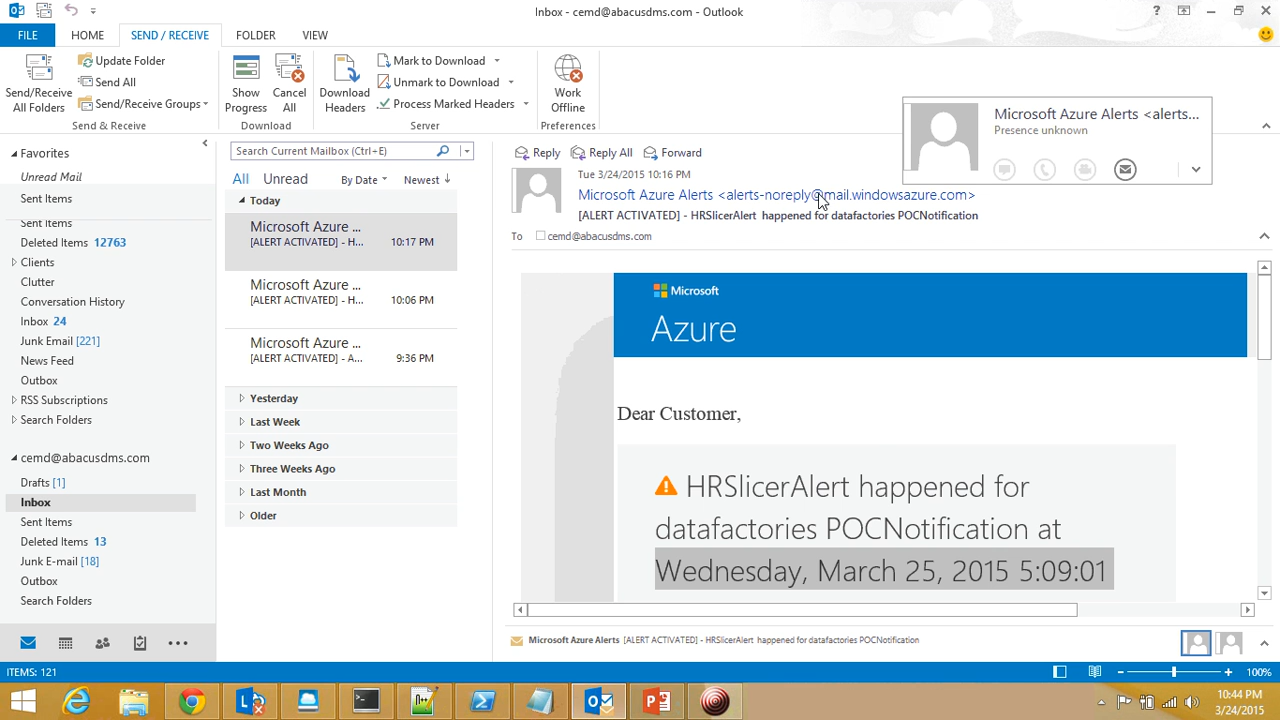 Inbox - cemd@abacusdms.com - Outlook
FILE HOME SEND / RECEIVE FOLDER VIEW
Send/Receive All Folders
Update Folder
Send All
Send/Receive Groups
Send & Receive
Show Progress
Cancel All
Download
Download Headers
Mark to Download
Unmark to Download
Process Marked Headers
Server
Work Offline
Preferences
Microsoft Azure Alerts <alerts...
Presence unknown
Favorites
Unread Mail
Sent Items
Sent Items
Deleted Items 12763
Clients
Clutter
Conversation History
Inbox 24
Junk Email [221]
News Feed
Outbox
RSS Subscriptions
Search Folders
cemd@abacusdms.com
Drafts [1]
Inbox
Sent Items
Deleted Items 13
Junk E-mail [18]
Outbox
Search Folders
Search Current Mailbox (Ctrl+E)
All Unread By Date Newest
Today
Microsoft Azure ...
[ALERT ACTIVATED] - H... 10:17 PM
Microsoft Azure ...
[ALERT ACTIVATED] - H... 10:06 PM
Microsoft Azure ...
[ALERT ACTIVATED] - A... 9:36 PM
Yesterday
Last Week
Two Weeks Ago
Three Weeks Ago
Last Month
Older
Reply Reply All Forward
Tue 3/24/2015 10:16 PM
Microsoft Azure Alerts <alerts-noreply@mail.windowsazure.com>
[ALERT ACTIVATED] - HRSlicerAlert happened for datafactories POCNotification
To cemd@abacusdms.com
Microsoft
Azure
Dear Customer,
HRSlicerAlert happened for
datafactories POCNotification at
Wednesday, March 25, 2015 5:09:01
Microsoft Azure Alerts [ALERT ACTIVATED] - HRSlicerAlert happened for datafactories POCNotification
ITEMS: 121
100%
10:44 PM
3/24/2015